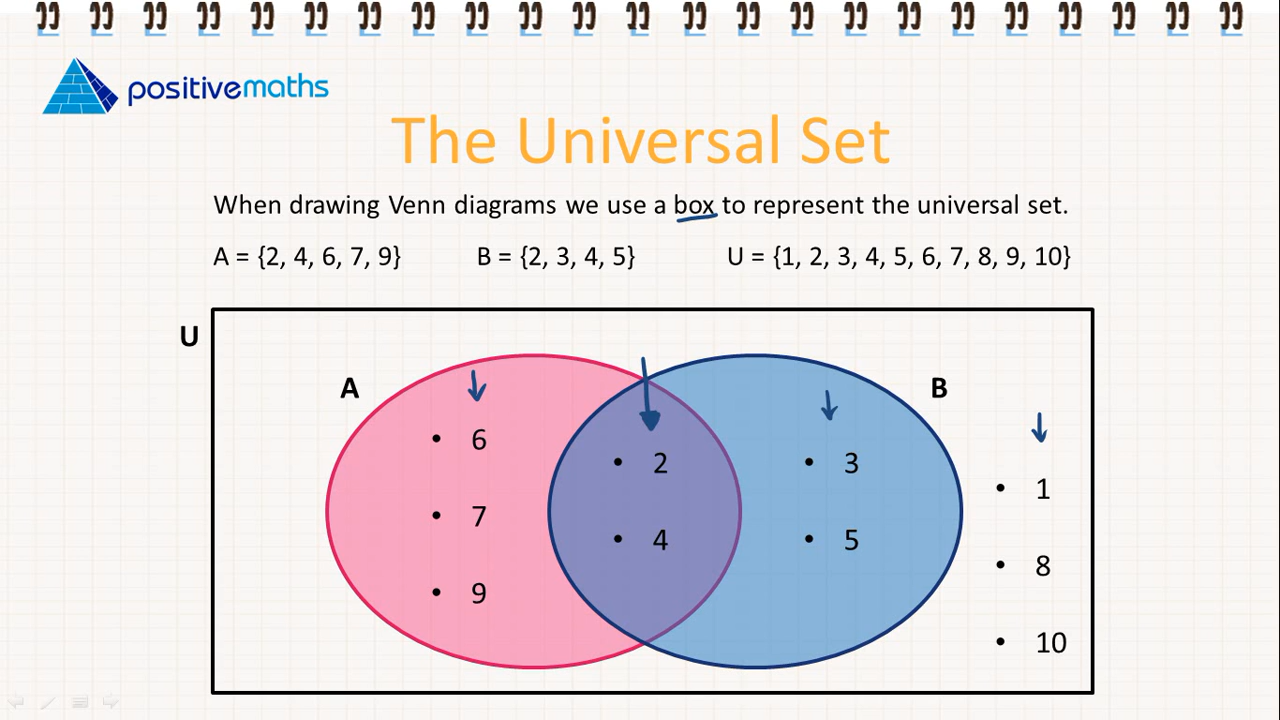 positivemaths
The Universal Set
When drawing Venn diagrams we use a box to represent the universal set.
A = {2, 4, 6, 7, 9}
B = {2, 3, 4, 5}
U = {1, 2, 3, 4, 5, 6, 7, 8, 9, 10}
U
A
B
• 6
• 7
• 9
• 2
• 4
• 3
• 5
• 1
• 8
• 10